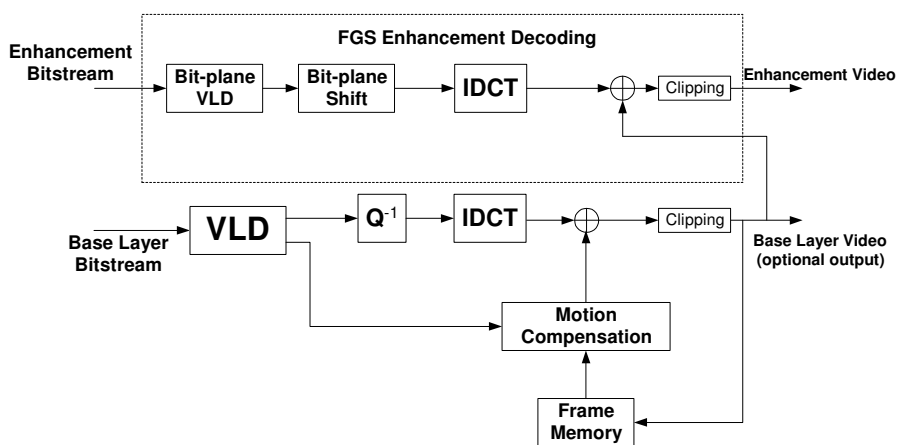 FGS Enhancement Decoding
Enhancement
Bitstream
Bit-plane
VLD
Bit-plane
Shift
IDCT
Clipping
Enhancement Video
VLD
Q-1
IDCT
Clipping
Base Layer
Bitstream
Base Layer Video
(optional output)
Motion
Compensation
Frame
Memory